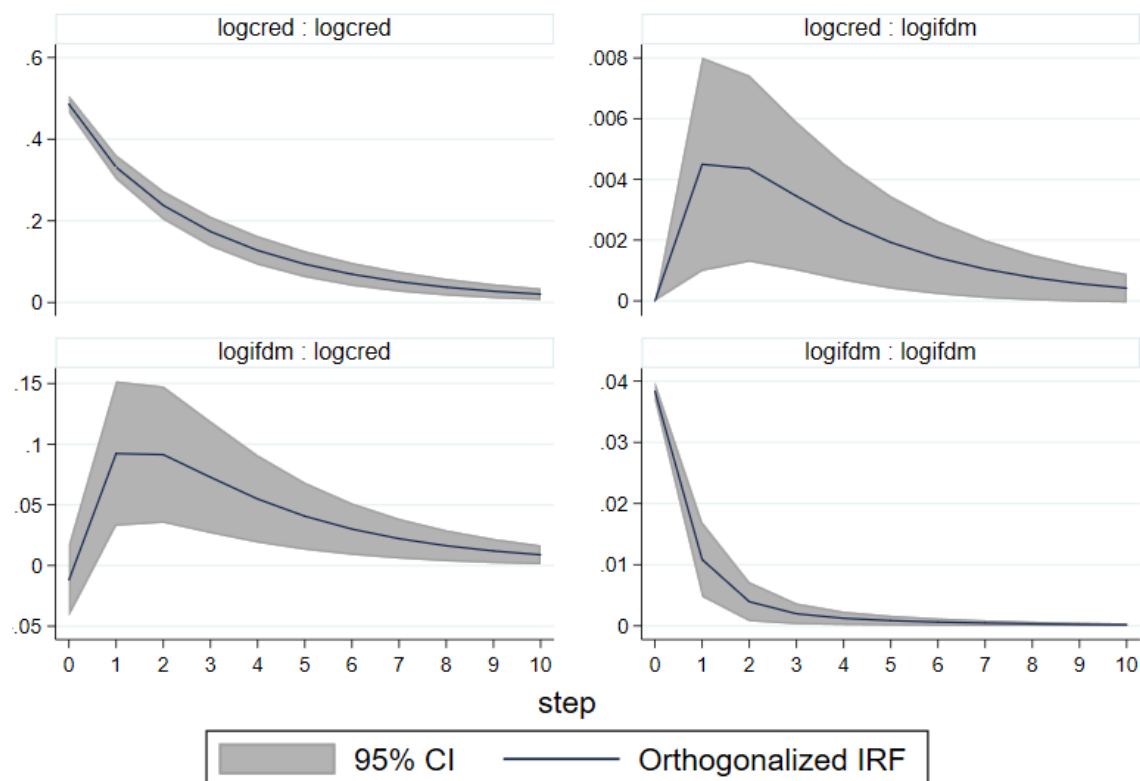 logcred : logcred
logcred : logifdm
.6
.4
.2
0
.008
.006
.004
.002
0
logifdm : logcred
logifdm : logifdm
.15
.1
.05
0
.05
.04
.03
.02
.01
0
0 1 2 3 4 5 6 7 8 9 10
0 1 2 3 4 5 6 7 8 9 10
step
95% CI
Orthogonalized IRF